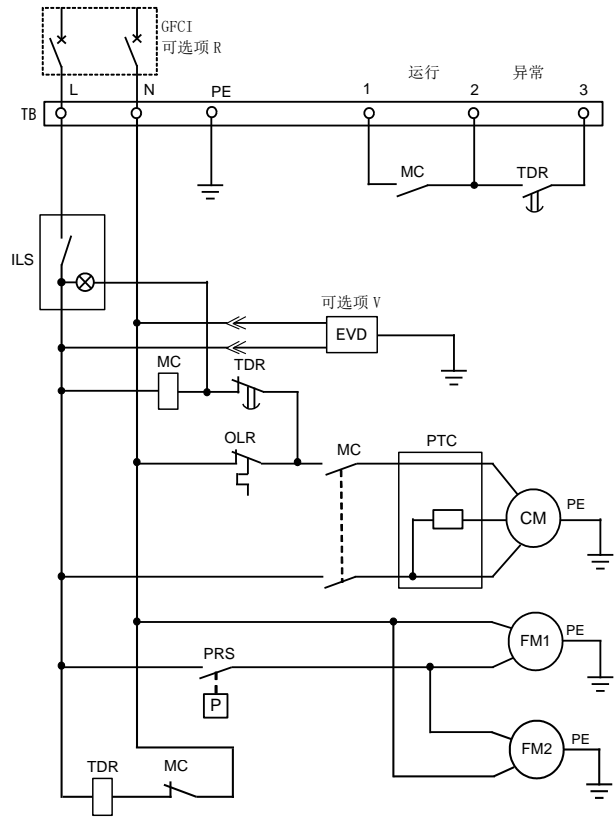 GFCI
可选项 R
L N PE 1 运行 2 异常 3
TB
MC TDR
ILS
可选项 V
EVD
MC TDR
OLR MC PTC
CM PE
FM1 PE
PRS
P
FM2 PE
TDR MC